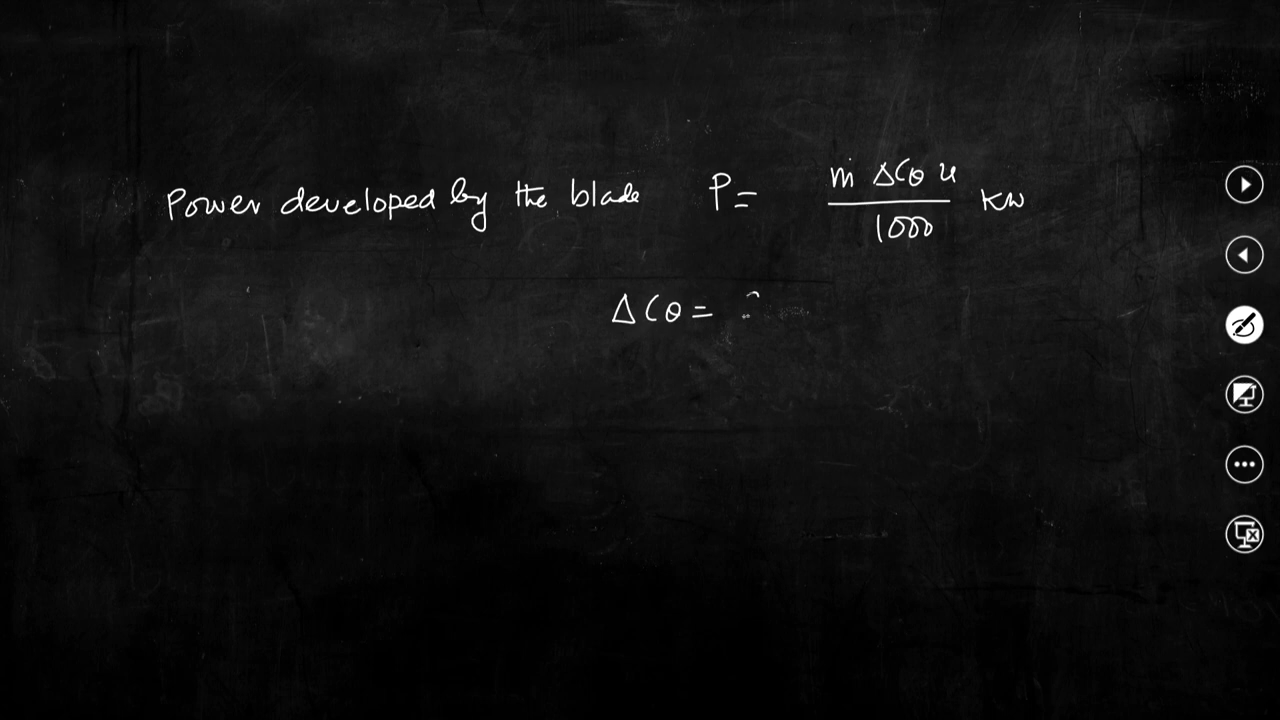 Power developed by the blade P = ṁ ΔCθ u / 1000 KW
ΔCθ = ?